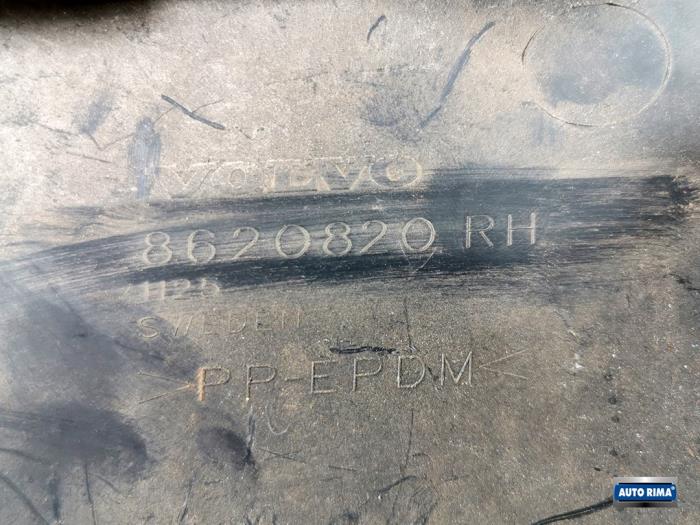 VOLVO
8620820 RH
SWEDEN
>PP-EPDM<
AUTO RIMA